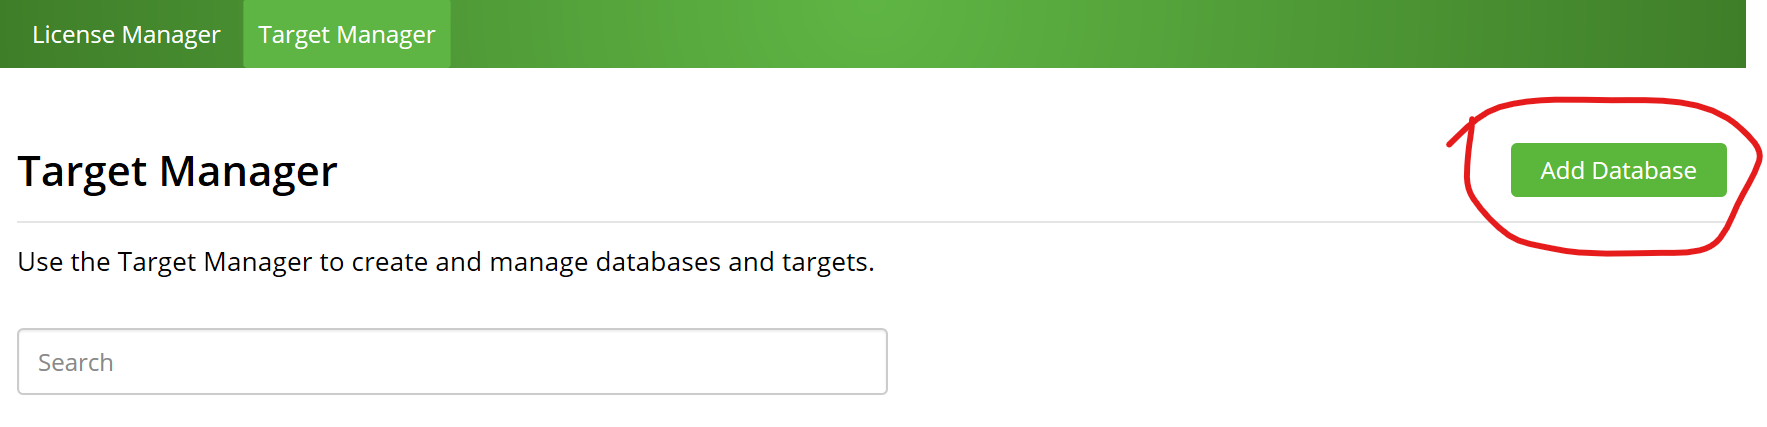 License Manager Target Manager
Target Manager
Add Database
Use the Target Manager to create and manage databases and targets.
Search